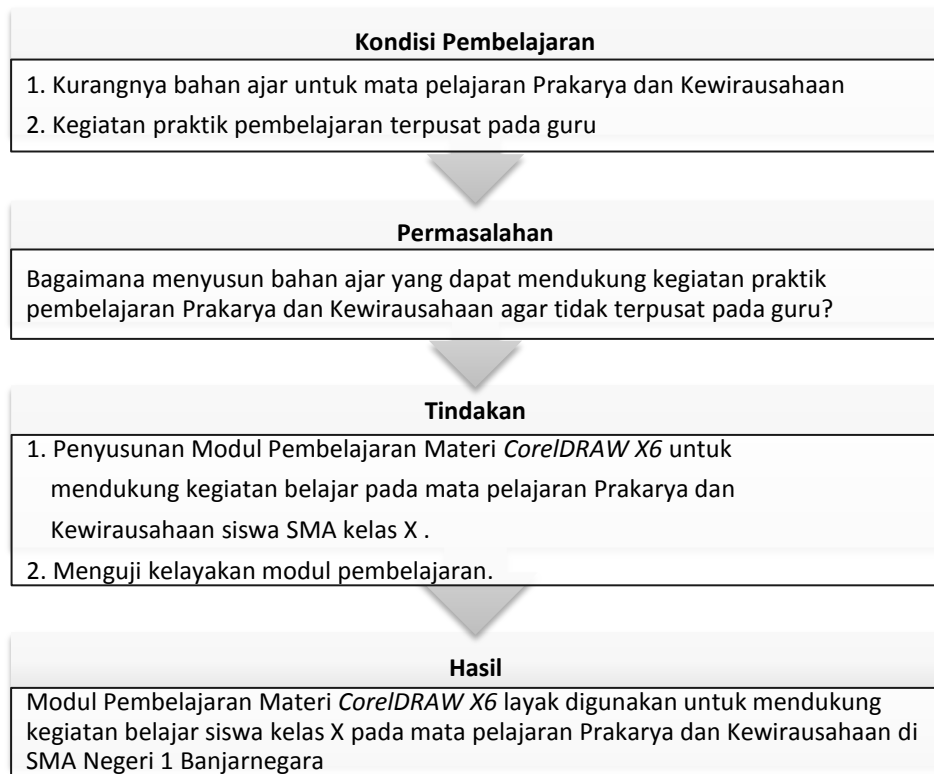 Kondisi Pembelajaran
1. Kurangnya bahan ajar untuk mata pelajaran Prakarya dan Kewirausahaan
2. Kegiatan praktik pembelajaran terpusat pada guru
Permasalahan
Bagaimana menyusun bahan ajar yang dapat mendukung kegiatan praktik
pembelajaran Prakarya dan Kewirausahaan agar tidak terpusat pada guru?
Tindakan
1. Penyusunan Modul Pembelajaran Materi CorelDRAW X6 untuk
mendukung kegiatan belajar pada mata pelajaran Prakarya dan
Kewirausahaan siswa SMA kelas X .
2. Menguji kelayakan modul pembelajaran.
Hasil
Modul Pembelajaran Materi CorelDRAW X6 layak digunakan untuk mendukung
kegiatan belajar siswa kelas X pada mata pelajaran Prakarya dan Kewirausahaan di
SMA Negeri 1 Banjarnegara